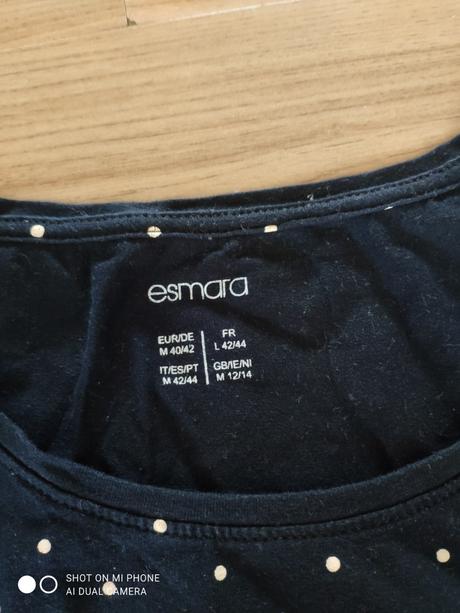 esmara
EUR/DE
M 40/42
FR
L 42/44
IT/ES/PT
M 42/44
GB/IE/NI
M 12/14
SHOT ON MI PHONE
AI DUAL CAMERA